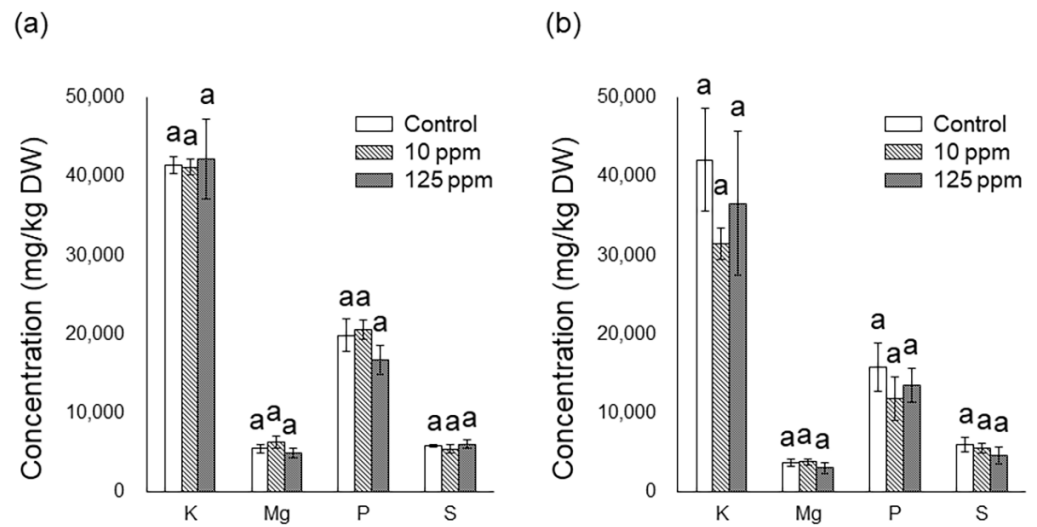 (a)
Concentration (mg/kg DW)
50,000
40,000
30,000
20,000
10,000
0
a a a
a a a
a a a
a a a
Control
10 ppm
125 ppm
K Mg P S
(b)
Concentration (mg/kg DW)
50,000
40,000
30,000
20,000
10,000
0
a a a
a a a
a a a
a a a
Control
10 ppm
125 ppm
K Mg P S